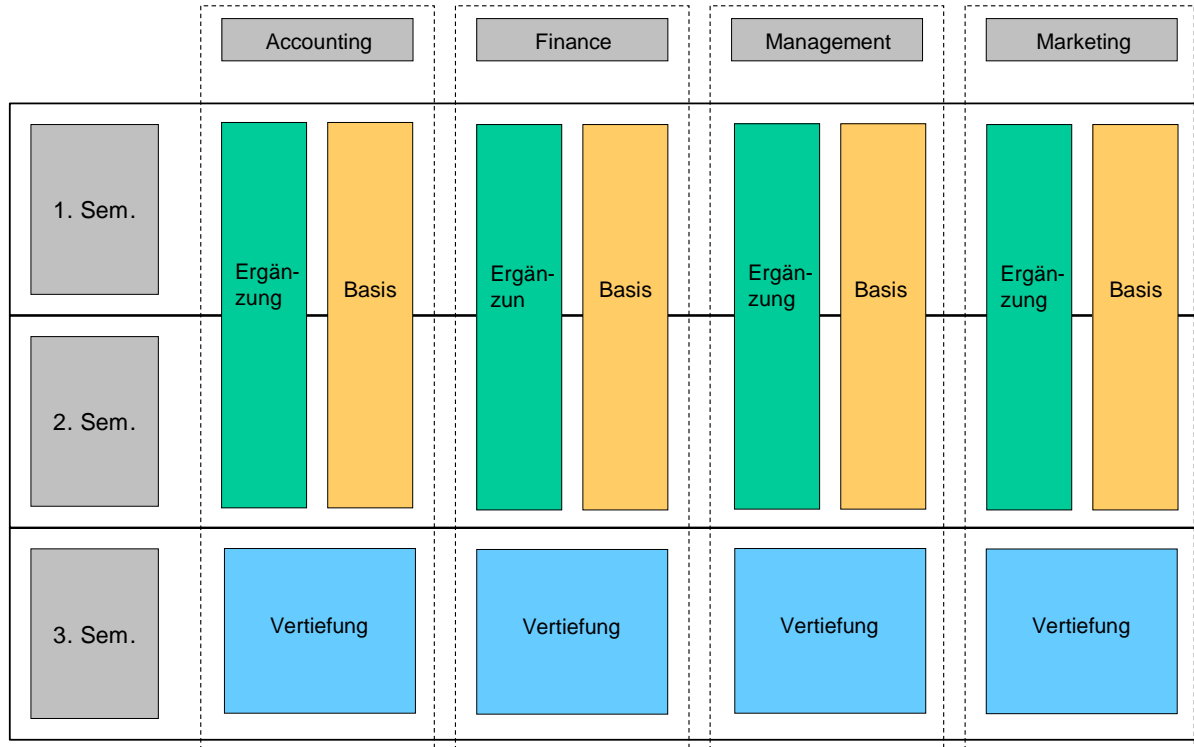 Accounting
Finance
Management
Marketing
1. Sem.
Ergän-
zung
Basis
Ergän-
zun
Basis
Ergän-
zung
Basis
Ergän-
zung
Basis
2. Sem.
3. Sem.
Vertiefung
Vertiefung
Vertiefung
Vertiefung